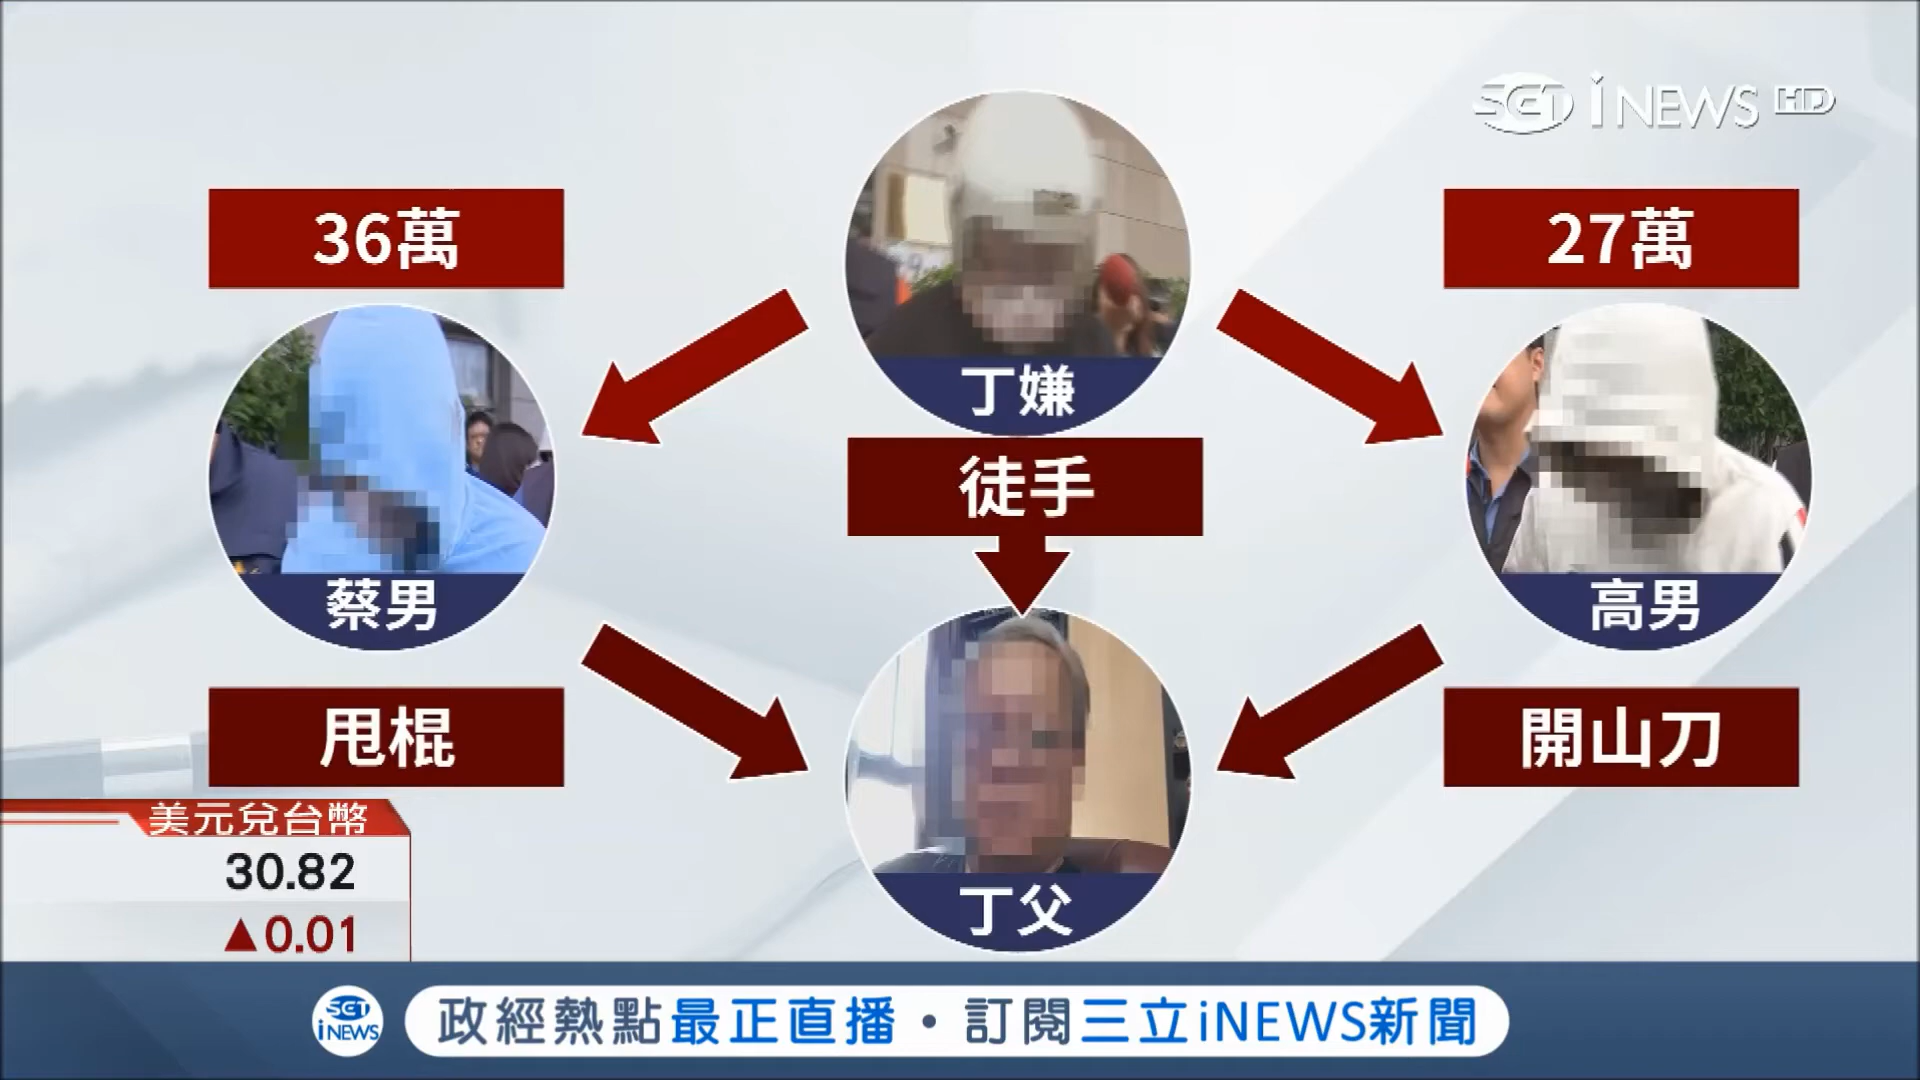 SET iNEWS HD
36萬
27萬
丁嫌
徒手
蔡男
高男
甩棍
開山刀
丁父
美元兌台幣
30.82
▲0.01
SET iNEWS
政經熱點最正直播・訂閱三立iNEWS新聞